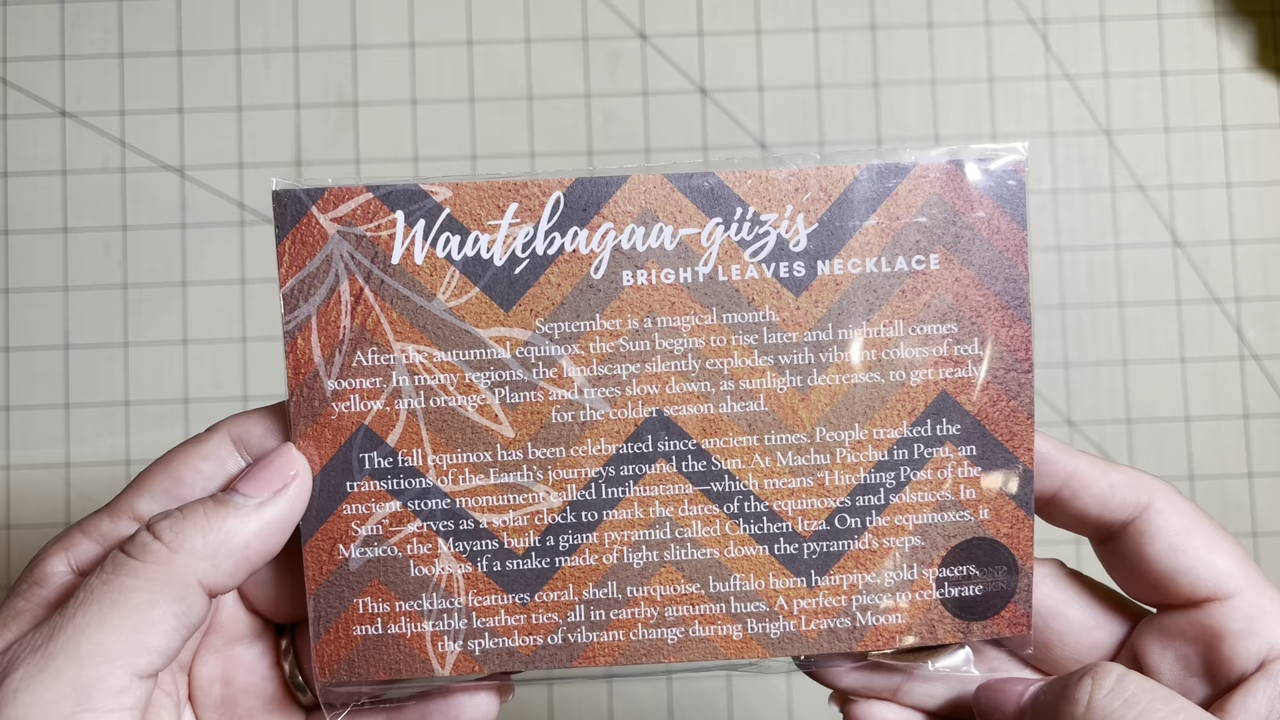 Waatebagaa-giizis
BRIGHT LEAVES NECKLACE
September is a magical month.
After the autumnal equinox, the Sun begins to rise later and nightfall comes
sooner. In many regions, the landscape silently explodes with vibrant colors of red,
yellow, and orange. Plants and trees slow down, as sunlight decreases, to get ready
for the colder season ahead.
The fall equinox has been celebrated since ancient times. People tracked the
transitions of the Earth's journeys around the Sun. At Machu Picchu in Peru, an
ancient stone monument called Intihuatana—which means “Hitching Post of the
Sun”—serves as a solar clock to mark the dates of the equinoxes and solstices. In
Mexico, the Mayans built a giant pyramid called Chichen Itza. On the equinoxes, it
looks as if a snake made of light slithers down the pyramid's steps.
This necklace features coral, shell, turquoise, buffalo horn hairpipe, gold spacers,
and adjustable leather ties, all in earthy autumn hues. A perfect piece to celebrate
the splendors of vibrant change during Bright Leaves Moon.